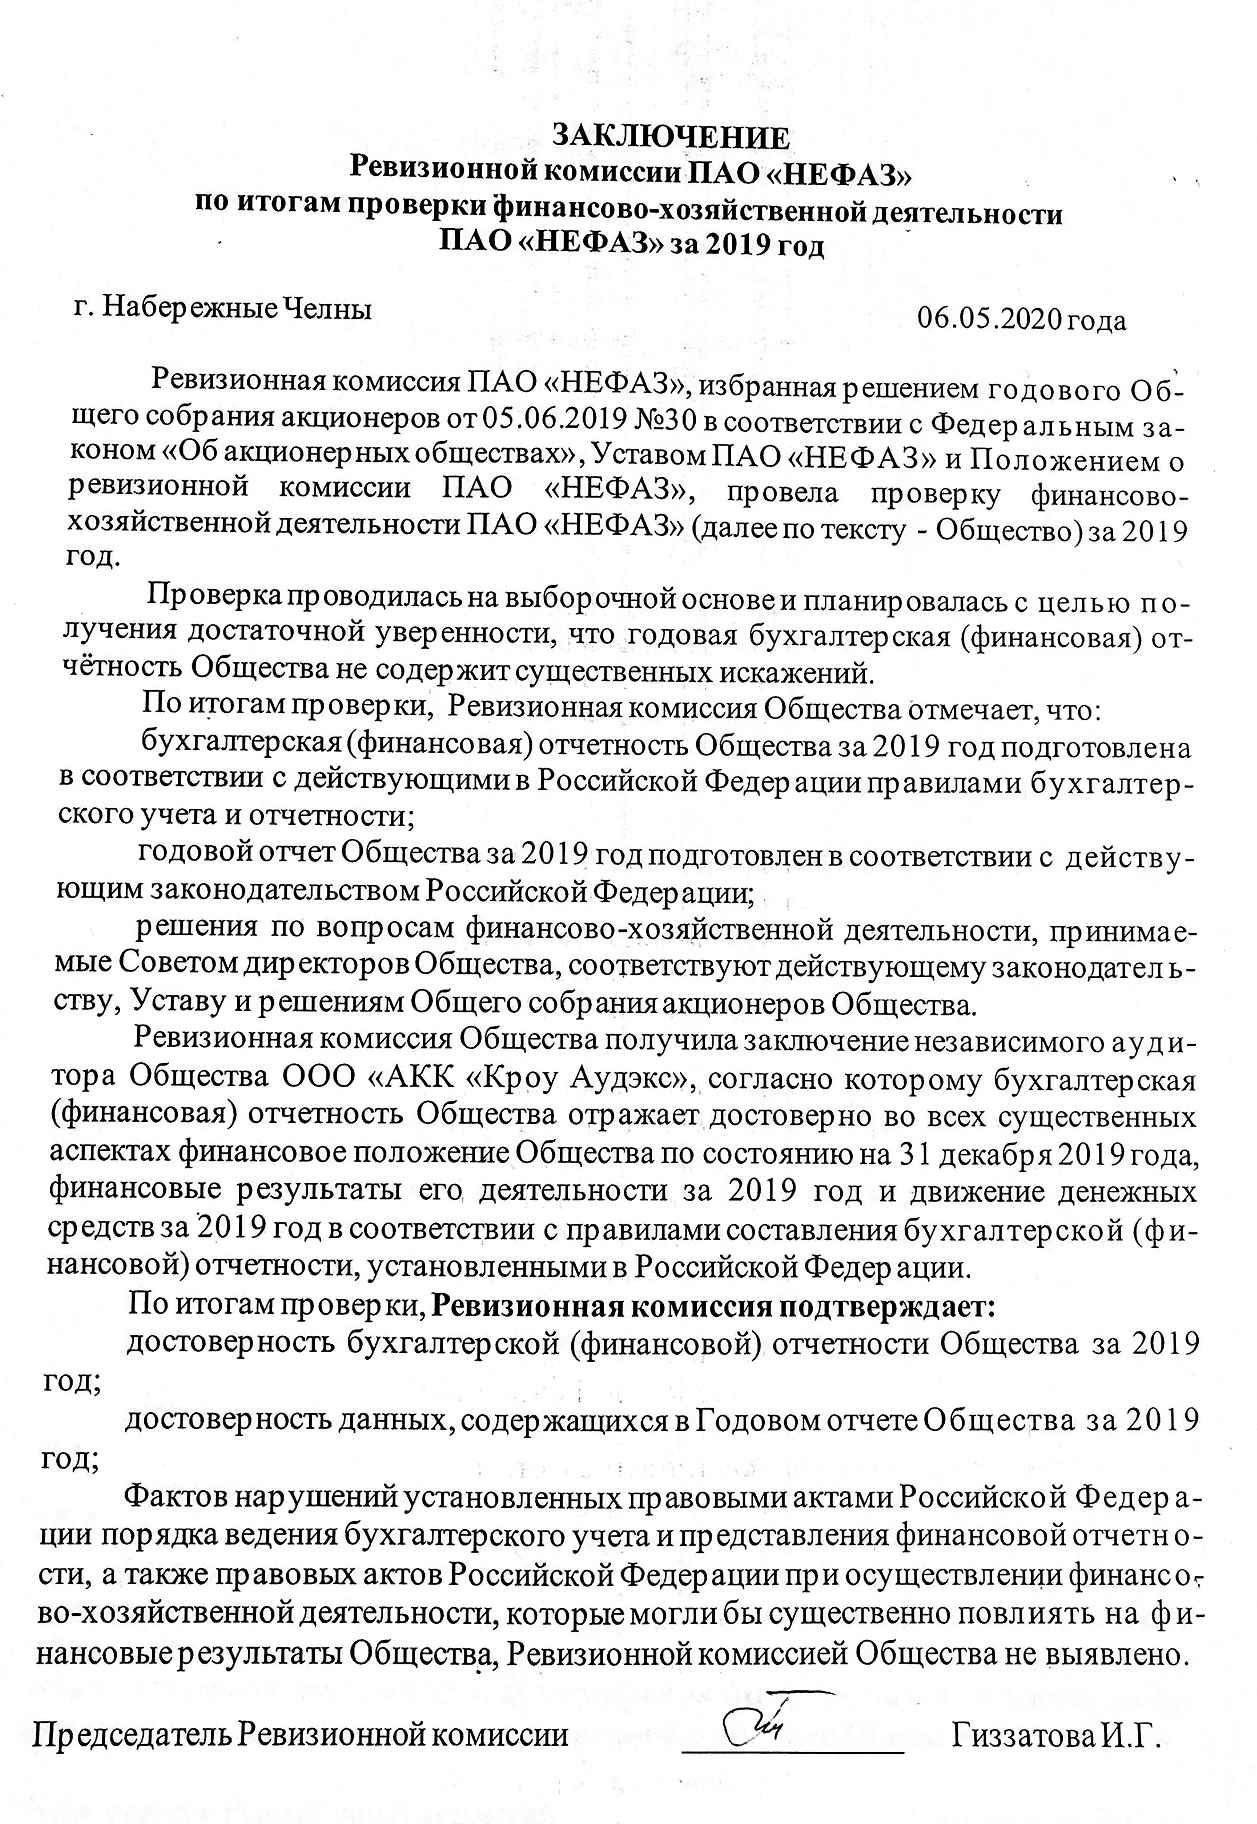 ЗАКЛЮЧЕНИЕ
Ревизионной комиссии ПАО «НЕФАЗ»
по итогам проверки финансово-хозяйственной деятельности
ПАО «НЕФАЗ» за 2019 год
г. Набережные Челны 06.05.2020 года
Ревизионная комиссия ПАО «НЕФАЗ», избранная решением годового Об-
щего собрания акционеров от 05.06.2019 №30 в соответствии с Федеральным за-
коном «Об акционерных обществах», Уставом ПАО «НЕФАЗ» и Положением о
ревизионной комиссии ПАО «НЕФАЗ», провела проверку финансово-
хозяйственной деятельности ПАО «НЕФАЗ» (далее по тексту - Общество) за 2019
год.
Проверка проводилась на выборочной основе и планировалась с целью по-
лучения достаточной уверенности, что годовая бухгалтерская (финансовая) от-
чётность Общества не содержит существенных искажений.
По итогам проверки, Ревизионная комиссия Общества отмечает, что:
бухгалтерская (финансовая) отчетность Общества за 2019 год подготовлена
в соответствии с действующими в Российской Федерации правилами бухгалтер-
ского учета и отчетности;
годовой отчет Общества за 2019 год подготовлен в соответствии с действу-
ющим законодательством Российской Федерации;
решения по вопросам финансово-хозяйственной деятельности, принимае-
мые Советом директоров Общества, соответствуют действующему законодатель-
ству, Уставу и решениям Общего собрания акционеров Общества.
Ревизионная комиссия Общества получила заключение независимого ауди-
тора Общества ООО «АКК «Кроу Аудэкс», согласно которому бухгалтерская
(финансовая) отчетность Общества отражает достоверно во всех существенных
аспектах финансовое положение Общества по состоянию на 31 декабря 2019 года,
финансовые результаты его деятельности за 2019 год и движение денежных
средств за 2019 год в соответствии с правилами составления бухгалтерской (фи-
нансовой) отчетности, установленными в Российской Федерации.
По итогам проверки, Ревизионная комиссия подтверждает:
достоверность бухгалтерской (финансовой) отчетности Общества за 2019
год;
достоверность данных, содержащихся в Годовом отчете Общества за 2019
год;
Фактов нарушений установленных правовыми актами Российской Федера-
ции порядка ведения бухгалтерского учета и представления финансовой отчетно-
сти, а также правовых актов Российской Федерации при осуществлении финансо-
во-хозяйственной деятельности, которые могли бы существенно повлиять на фи-
нансовые результаты Общества, Ревизионной комиссией Общества не выявлено.
Председатель Ревизионной комиссии Гиззатова И.Г.